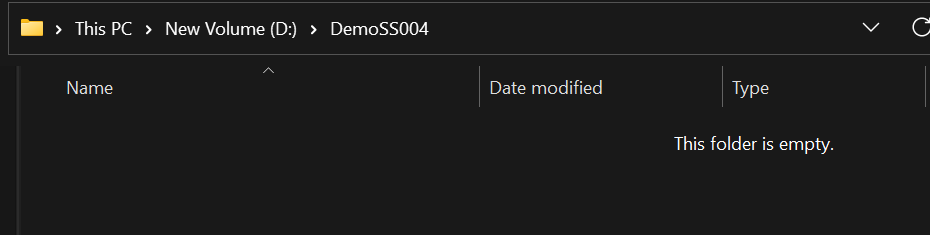 This PC New Volume (D:) DemoSS004
Name Date modified Type
This folder is empty.